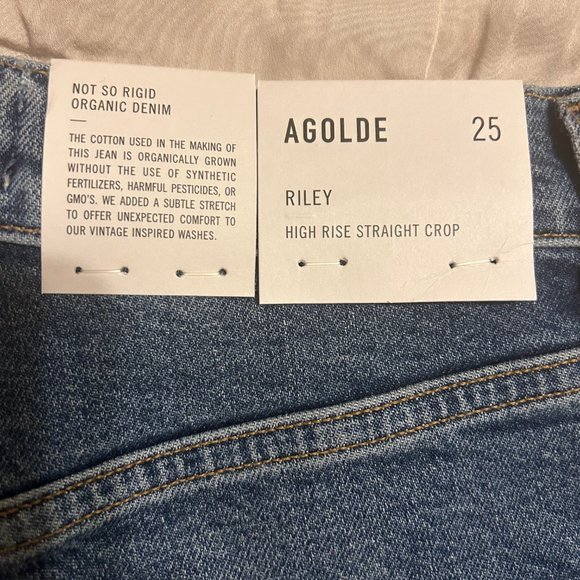 NOT SO RIGID
ORGANIC DENIM
THE COTTON USED IN THE MAKING OF
THIS JEAN IS ORGANICALLY GROWN
WITHOUT THE USE OF SYNTHETIC
FERTILIZERS, HARMFUL PESTICIDES, OR
GMO'S. WE ADDED A SUBTLE STRETCH
TO OFFER UNEXPECTED COMFORT TO
OUR VINTAGE INSPIRED WASHES.
AGOLDE 25
RILEY
HIGH RISE STRAIGHT CROP